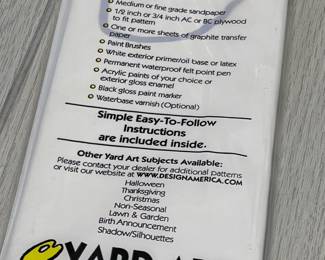 Medium or fine grade sandpaper
1/2 inch or 3/4 inch AC or BC plywood
to fit pattern
One or more sheets of graphite transfer
paper
Paint Brushes
White exterior primer/oil base or latex
Permanent waterproof felt point pen
Acrylic paints of your choice or
exterior gloss enamel
Black gloss paint marker
Waterbase varnish (Optional)
Simple Easy-To-Follow
Instructions
are included inside.
Other Yard Art Subjects Available:
Please contact your dealer for additional patterns
or visit our website at WWW.DESIGNAMERICA.COM
Halloween
Thanksgiving
Christmas
Non-Seasonal
Lawn & Garden
Birth Announcement
Shadow/Silhouettes
YARD